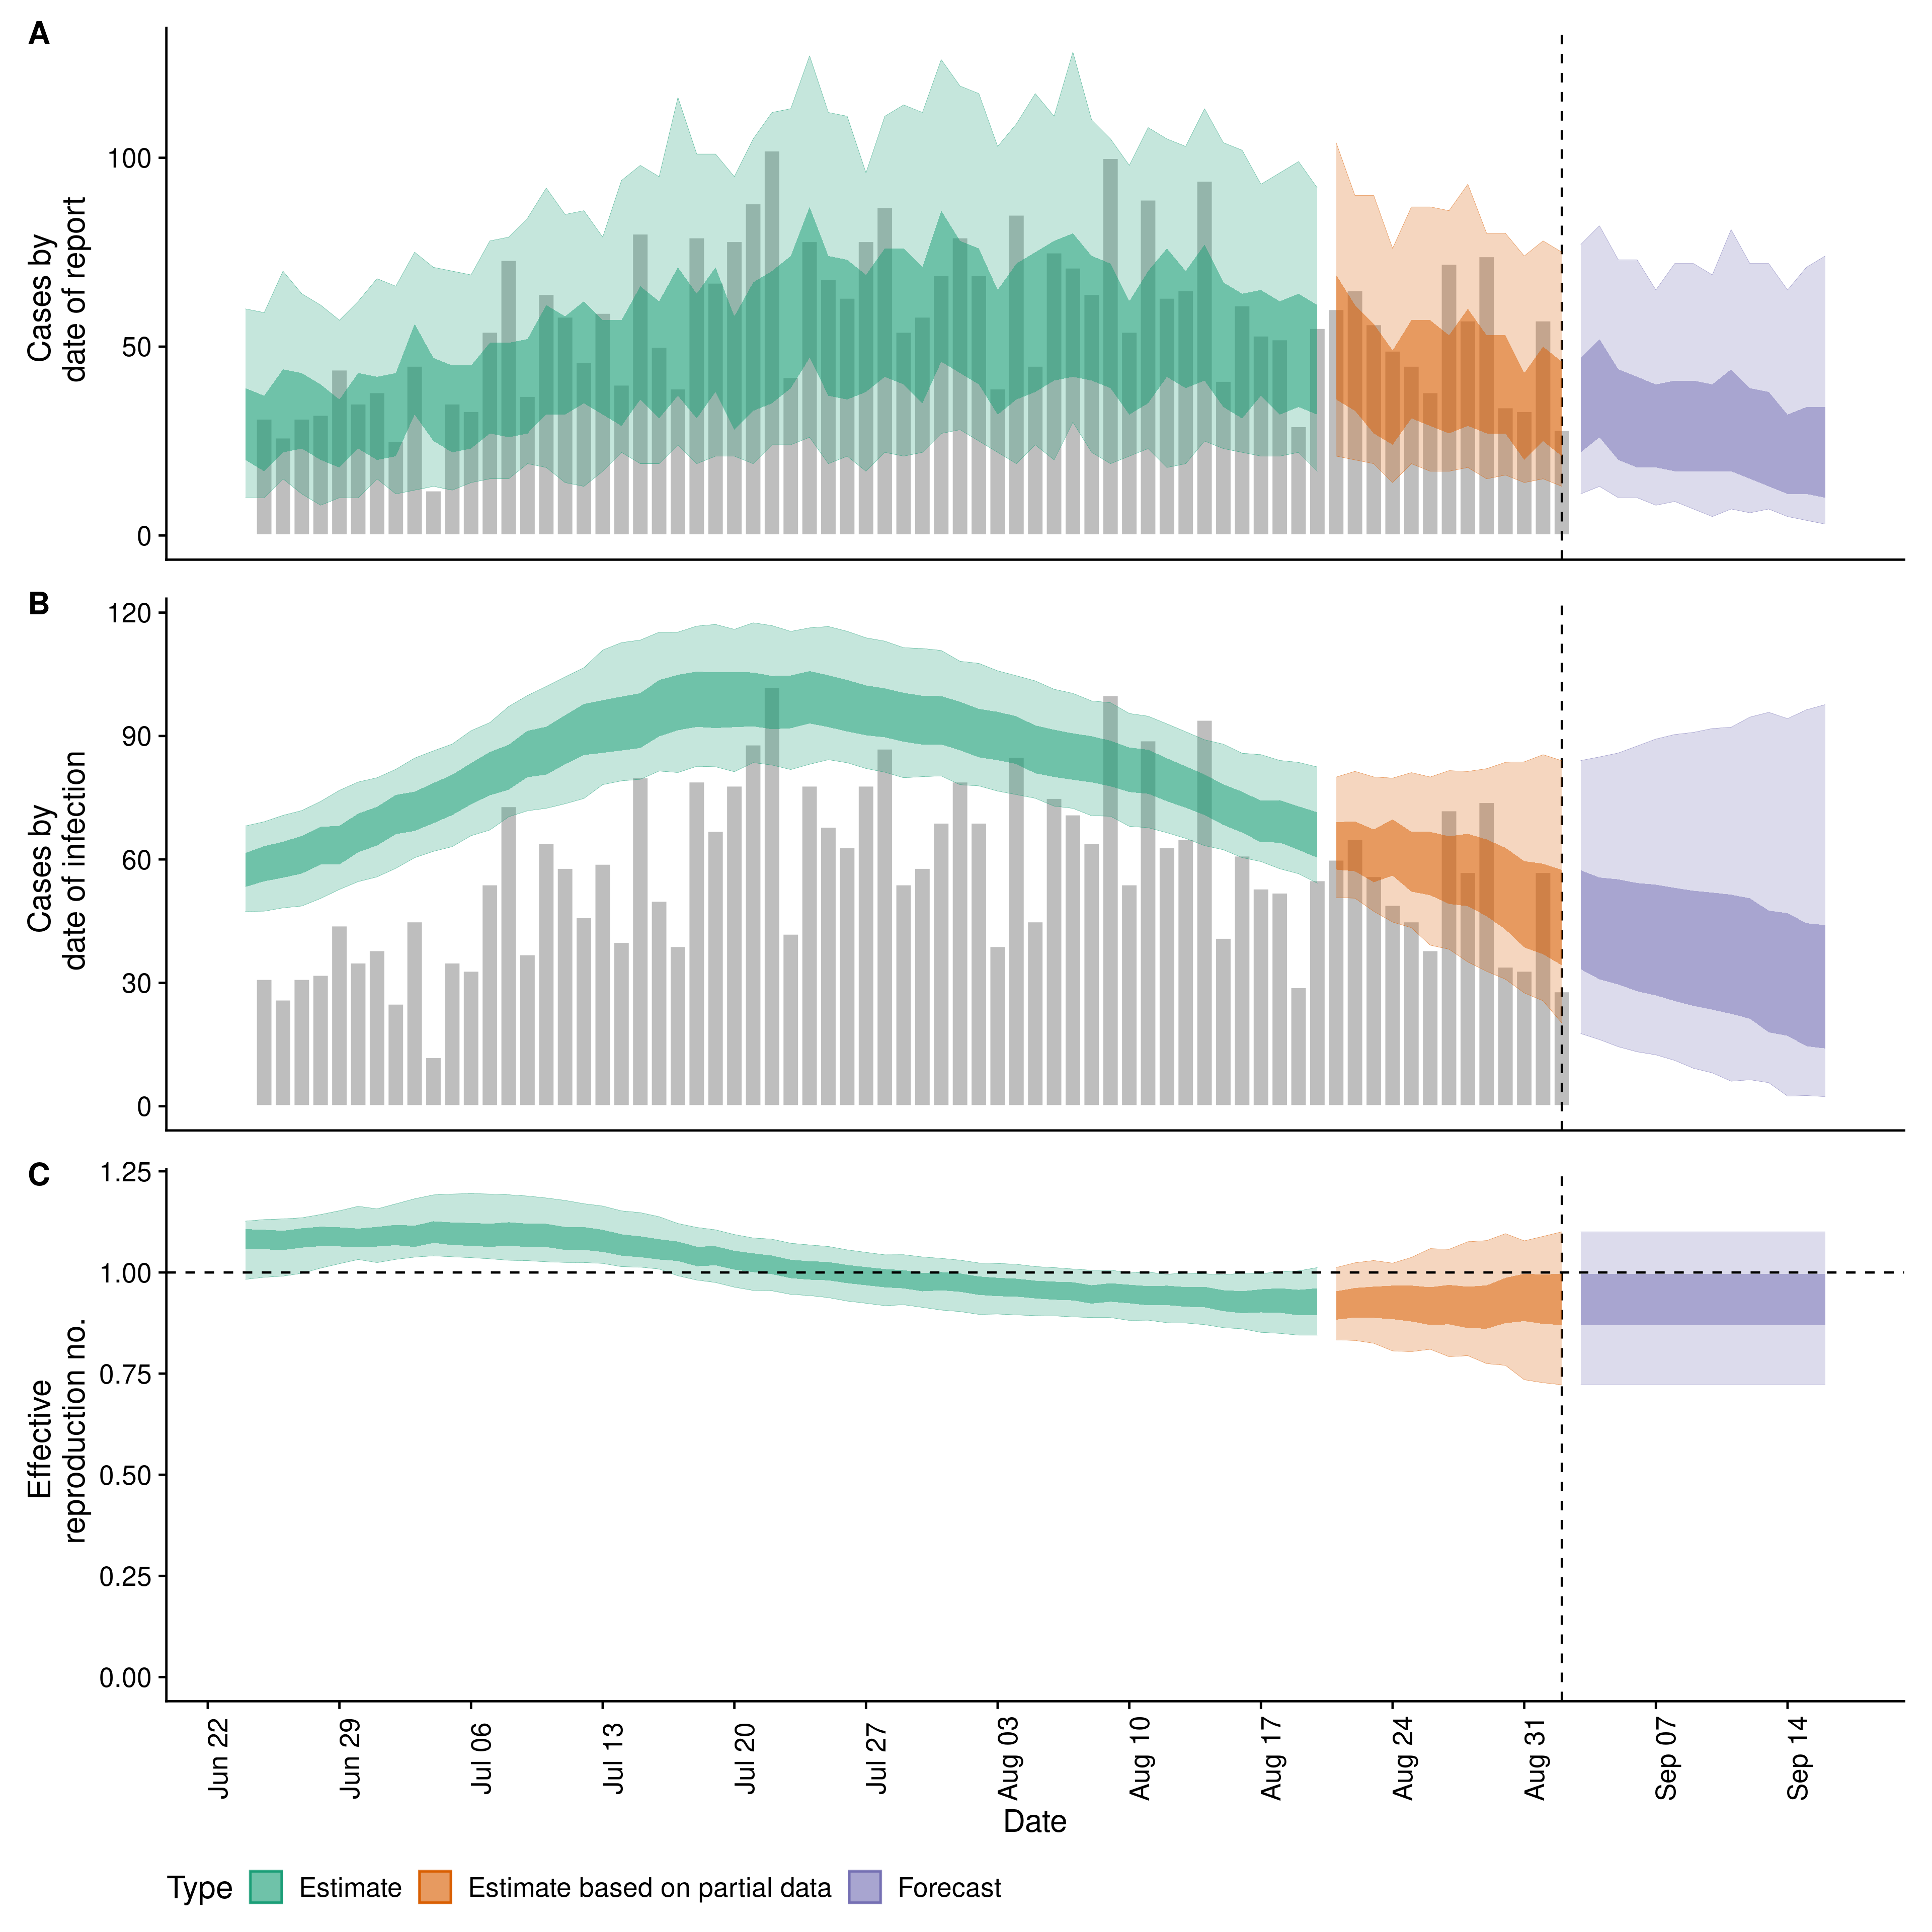 A
Cases by
date of report
100
50
0
B
Cases by
date of infection
120
90
60
30
0
C
Effective
reproduction no.
1.25
1.00
0.75
0.50
0.25
0.00
Jun 22
Jun 29
Jul 06
Jul 13
Jul 20
Jul 27
Aug 03
Aug 10
Aug 17
Aug 24
Aug 31
Sep 07
Sep 14
Date
Type Estimate Estimate based on partial data Forecast